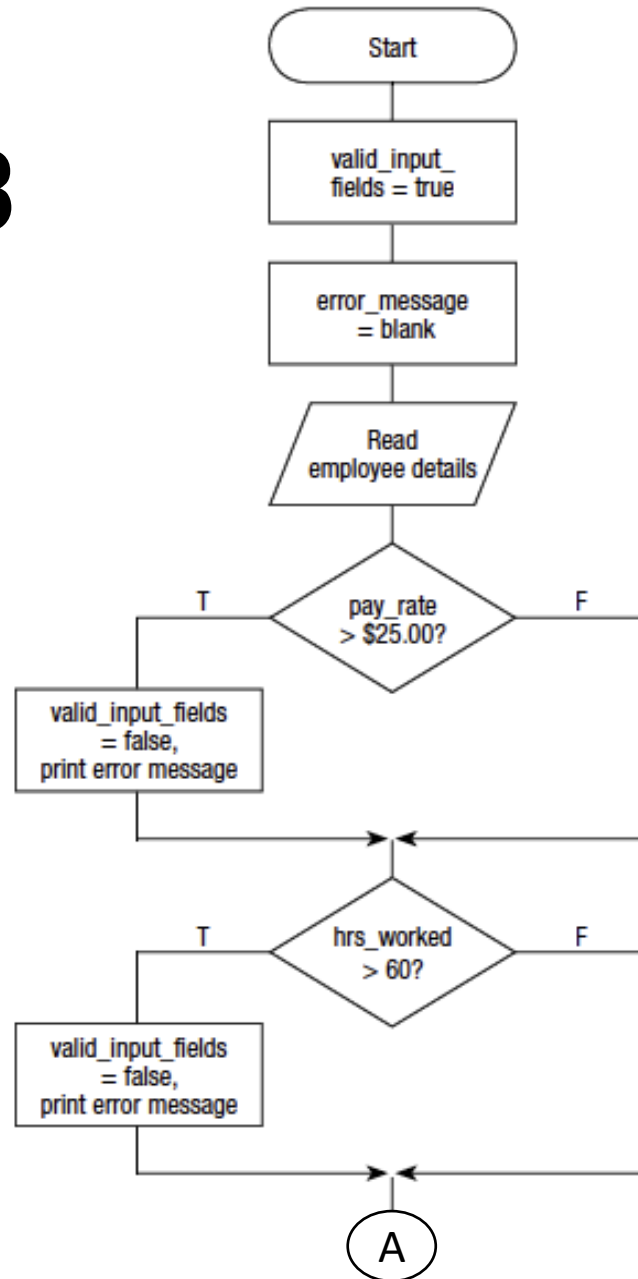 Start
valid_input_
fields = true
error_message
= blank
Read
employee details
T
pay_rate
> $25.00?
F
valid_input_fields
= false,
print error message
T
hrs_worked
> 60?
F
valid_input_fields
= false,
print error message
A